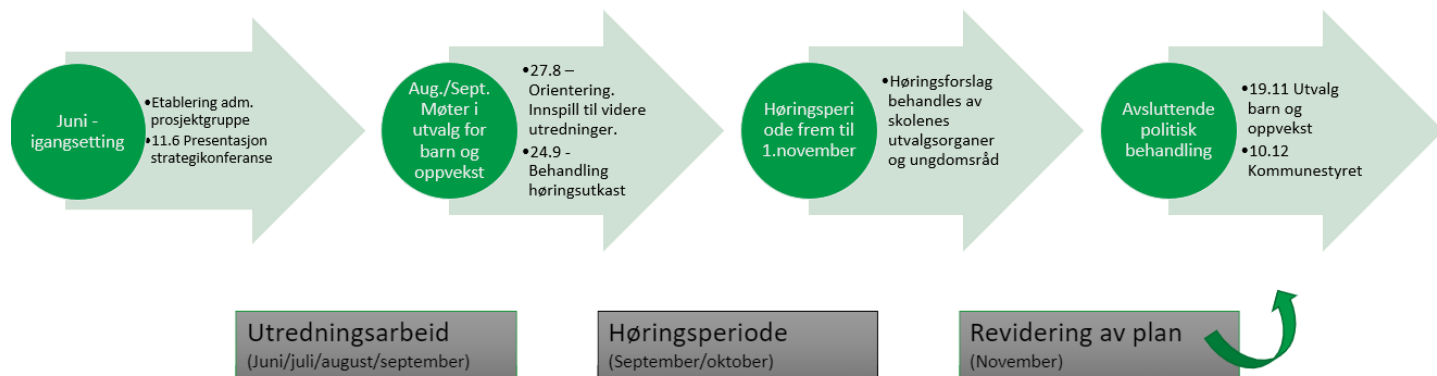 Juni -
igangsetting
•Etablering adm.
prosjektgruppe
•11.6 Presentasjon
strategikonferanse
Aug./Sept.
Møter i
utvalg for
barn og
oppvekst
•27.8 –
Orientering.
Innspill til videre
utredninger.
•24.9 -
Behandling
høringsutkast
Høringsperi
ode frem til
1.november
•Høringsforslag
behandles av
skolenes
utvalgsorganer
og ungdomsråd
Avsluttende
politisk
behandling
•19.11 Utvalg
barn og
oppvekst
•10.12
Kommunestyret
Utredningsarbeid
(Juni/juli/august/september)
Høringsperiode
(September/oktober)
Revidering av plan
(November)